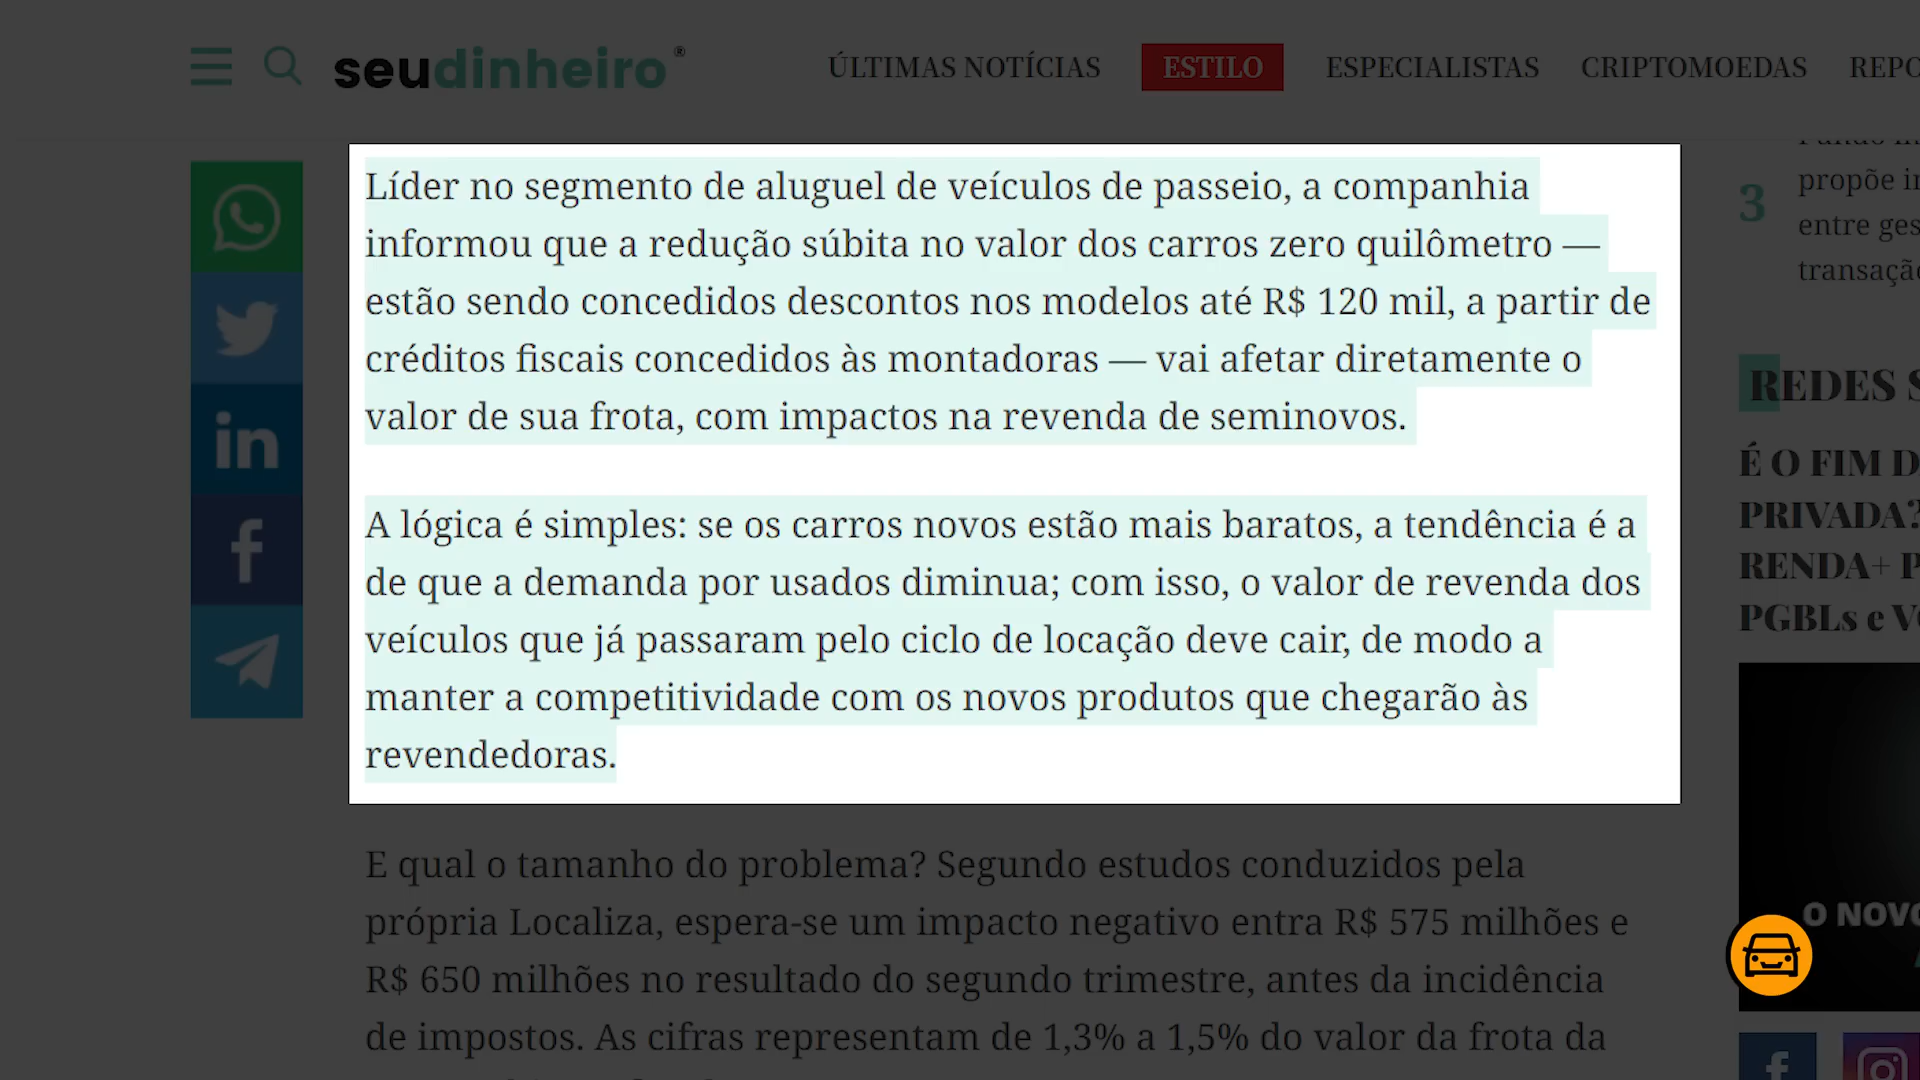 seudinheiro®
ÚLTIMAS NOTÍCIAS
ESTILO
ESPECIALISTAS
CRIPTOMOEDAS
Líder no segmento de aluguel de veículos de passeio, a companhia
informou que a redução súbita no valor dos carros zero quilômetro —
estão sendo concedidos descontos nos modelos até R$ 120 mil, a partir de
créditos fiscais concedidos às montadoras — vai afetar diretamente o
valor de sua frota, com impactos na revenda de seminovos.
A lógica é simples: se os carros novos estão mais baratos, a tendência é a
de que a demanda por usados diminua; com isso, o valor de revenda dos
veículos que já passaram pelo ciclo de locação deve cair, de modo a
manter a competitividade com os novos produtos que chegarão às
revendedoras.
E qual o tamanho do problema? Segundo estudos conduzidos pela
própria Localiza, espera-se um impacto negativo entra R$ 575 milhões e
R$ 650 milhões no resultado do segundo trimestre, antes da incidência
de impostos. As cifras representam de 1,3% a 1,5% do valor da frota da
3
propõe
entre
REDES
É O FIM
PRIVADA?
RENDA+
PGBLs e
O